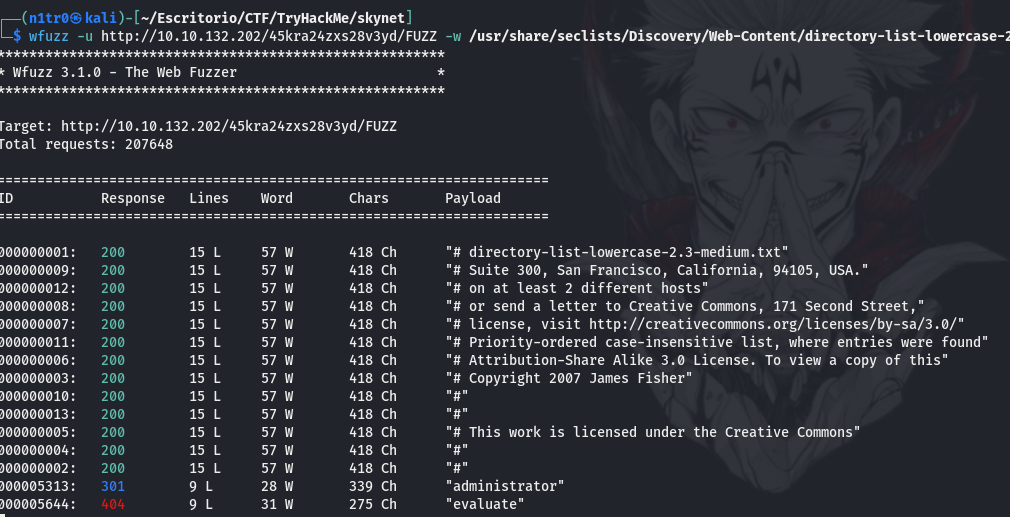 ┌──(n1tr0㉿kali)-[~/Escritorio/CTF/TryHackMe/skynet]
└─$ wfuzz -u http://10.10.132.202/45kra24zxs28v3yd/FUZZ -w /usr/share/seclists/Discovery/Web-Content/directory-list-lowercase-2
********************************************************
* Wfuzz 3.1.0 - The Web Fuzzer                         *
********************************************************
Target: http://10.10.132.202/45kra24zxs28v3yd/FUZZ
Total requests: 207648
=====================================================================
ID           Response   Lines    Word       Chars       Payload
=====================================================================
000000001:   200        15 L     57 W       418 Ch      "# directory-list-lowercase-2.3-medium.txt"
000000009:   200        15 L     57 W       418 Ch      "# Suite 300, San Francisco, California, 94105, USA."
000000012:   200        15 L     57 W       418 Ch      "# on at least 2 different hosts"
000000008:   200        15 L     57 W       418 Ch      "# or send a letter to Creative Commons, 171 Second Street,"
000000007:   200        15 L     57 W       418 Ch      "# license, visit http://creativecommons.org/licenses/by-sa/3.0/"
000000011:   200        15 L     57 W       418 Ch      "# Priority-ordered case-insensitive list, where entries were found"
000000006:   200        15 L     57 W       418 Ch      "# Attribution-Share Alike 3.0 License. To view a copy of this"
000000003:   200        15 L     57 W       418 Ch      "# Copyright 2007 James Fisher"
000000010:   200        15 L     57 W       418 Ch      "#"
000000013:   200        15 L     57 W       418 Ch      "#"
000000005:   200        15 L     57 W       418 Ch      "# This work is licensed under the Creative Commons"
000000004:   200        15 L     57 W       418 Ch      "#"
000000002:   200        15 L     57 W       418 Ch      "#"
000005313:   301        9 L      28 W       339 Ch      "administrator"
000005644:   404        9 L      31 W       275 Ch      "evaluate"